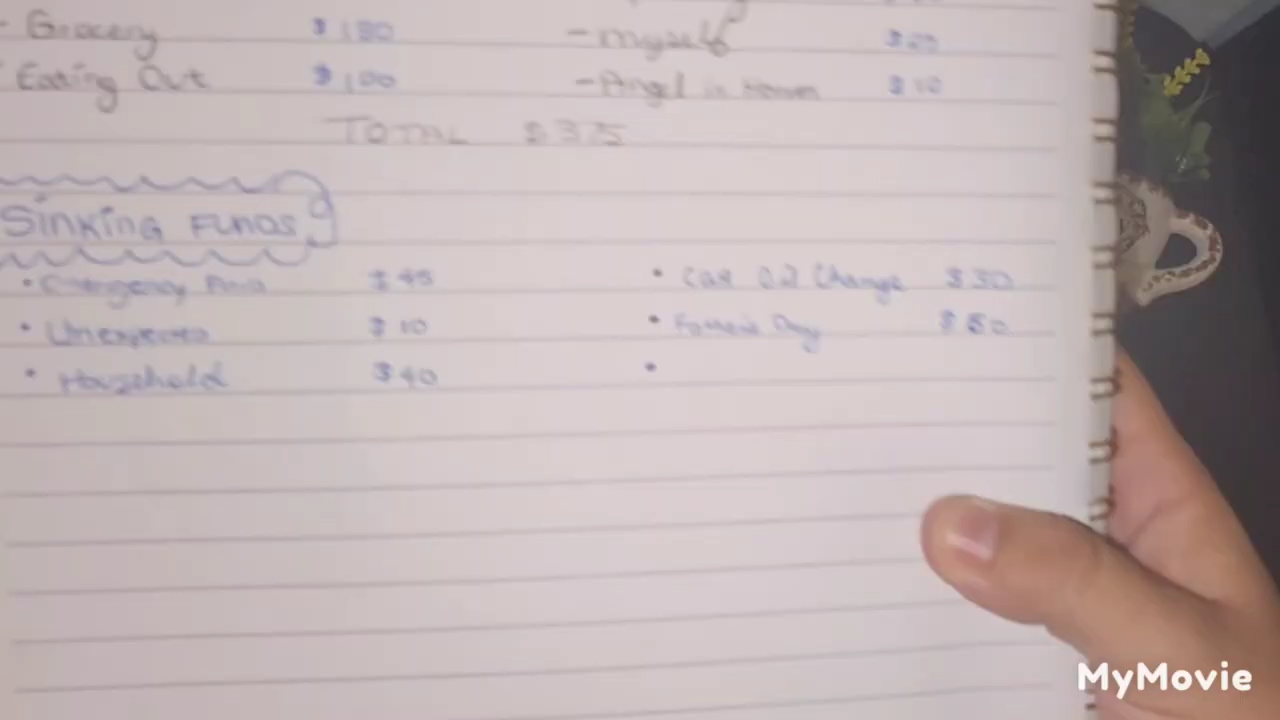 - Grocery $180 - myself $20
Eating Out $100 - Angel in Heaven $10
TOTAL $375
Sinking Funds
• Emergency Fund $45 • Car Oil Change $30
• Unexpected $10 • Father's Day $50
• Household $40 •
MyMovie